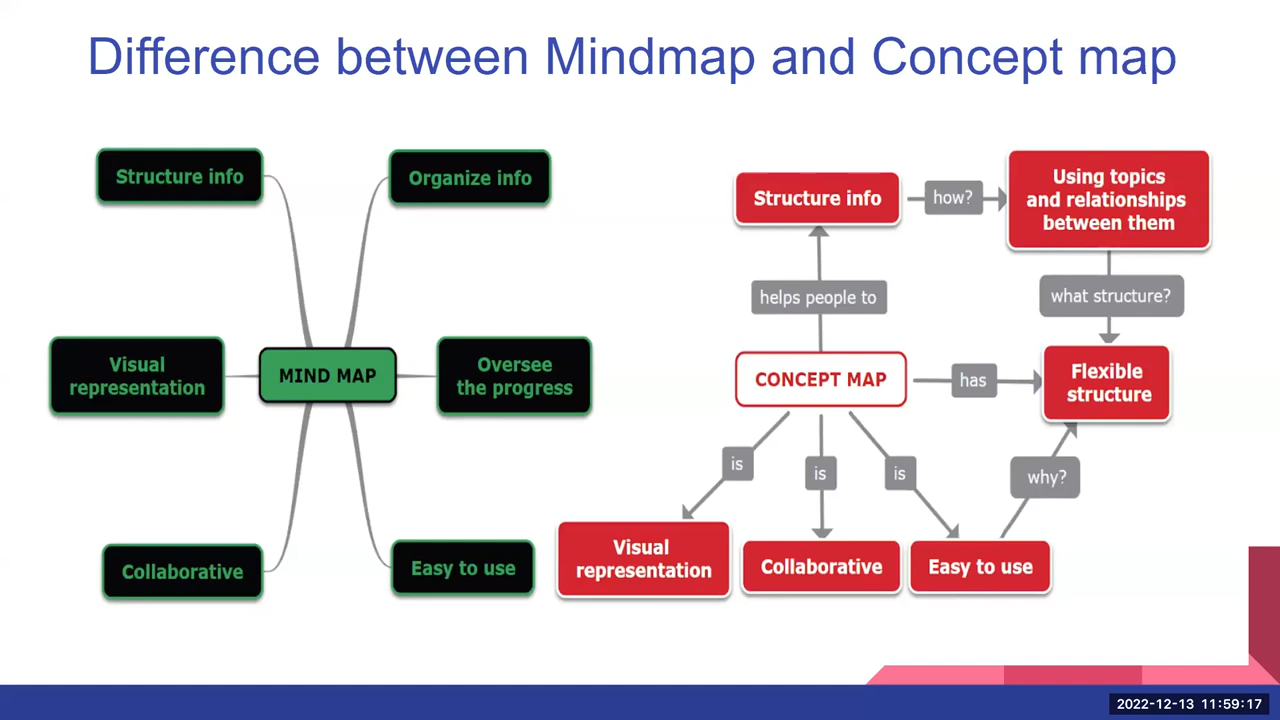 Difference between Mindmap and Concept map
Structure info
Organize info
Visual
representation
MIND MAP
Oversee
the progress
Collaborative
Easy to use
Structure info
how?
Using topics
and relationships
between them
helps people to
what structure?
CONCEPT MAP
has
Flexible
structure
is
is
is
why?
Visual
representation
Collaborative
Easy to use
2022-12-13 11:59:17